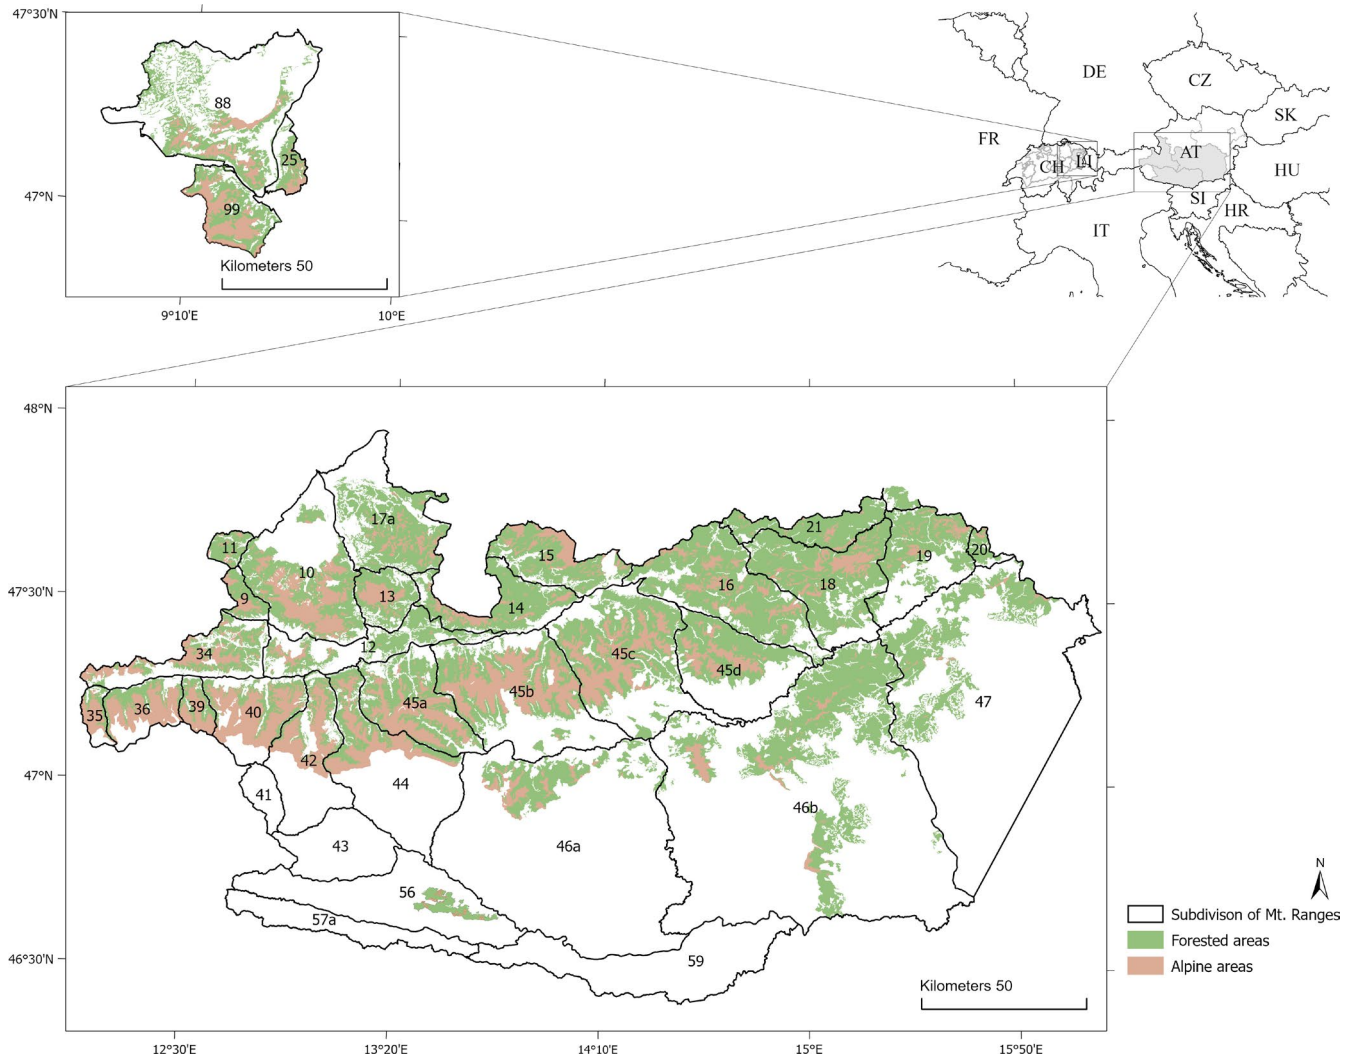 47°30'N
47°N
88
25
99
Kilometers 50
9°10'E
10°E
DE
CZ
SK
FR
CH
LI
AT
HU
SI
HR
IT
48°N
47°30'N
47°N
46°30'N
17a
11
10
9
13
15
14
12
34
21
16
18
19
20
35
36
39
40
42
45a
45b
45c
45d
47
41
44
43
46a
46b
56
57a
59
Kilometers 50
12°30'E
13°20'E
14°10'E
15°E
15°50'E
N
Subdivison of Mt. Ranges
Forested areas
Alpine areas